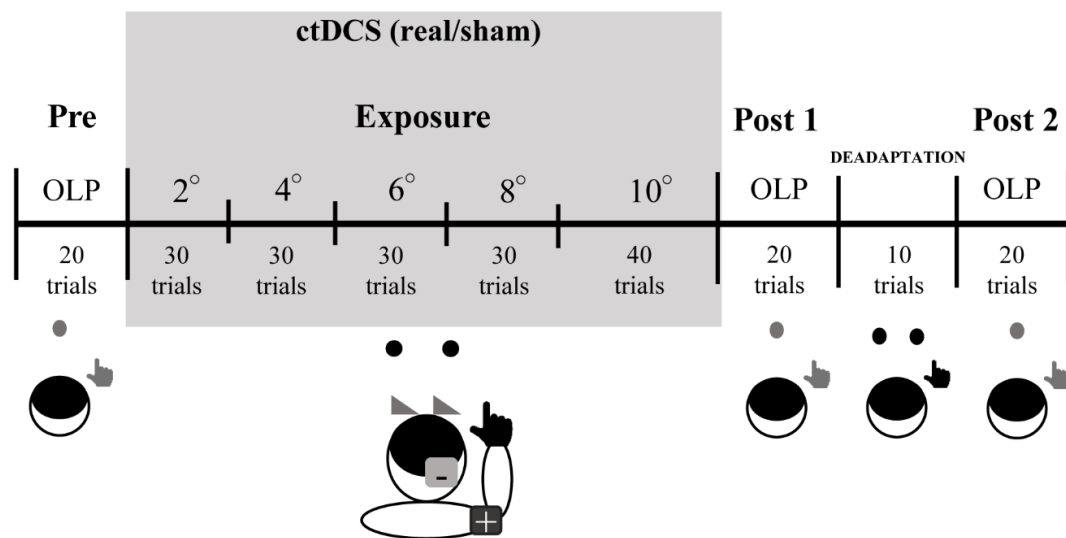 ctDCS (real/sham)
Pre Exposure Post 1 Post 2
DEADAPTATION
OLP 2° 4° 6° 8° 10° OLP OLP
20 30 30 30 30 40 20 10 20
trials trials trials trials trials trials trials trials trials
-
+